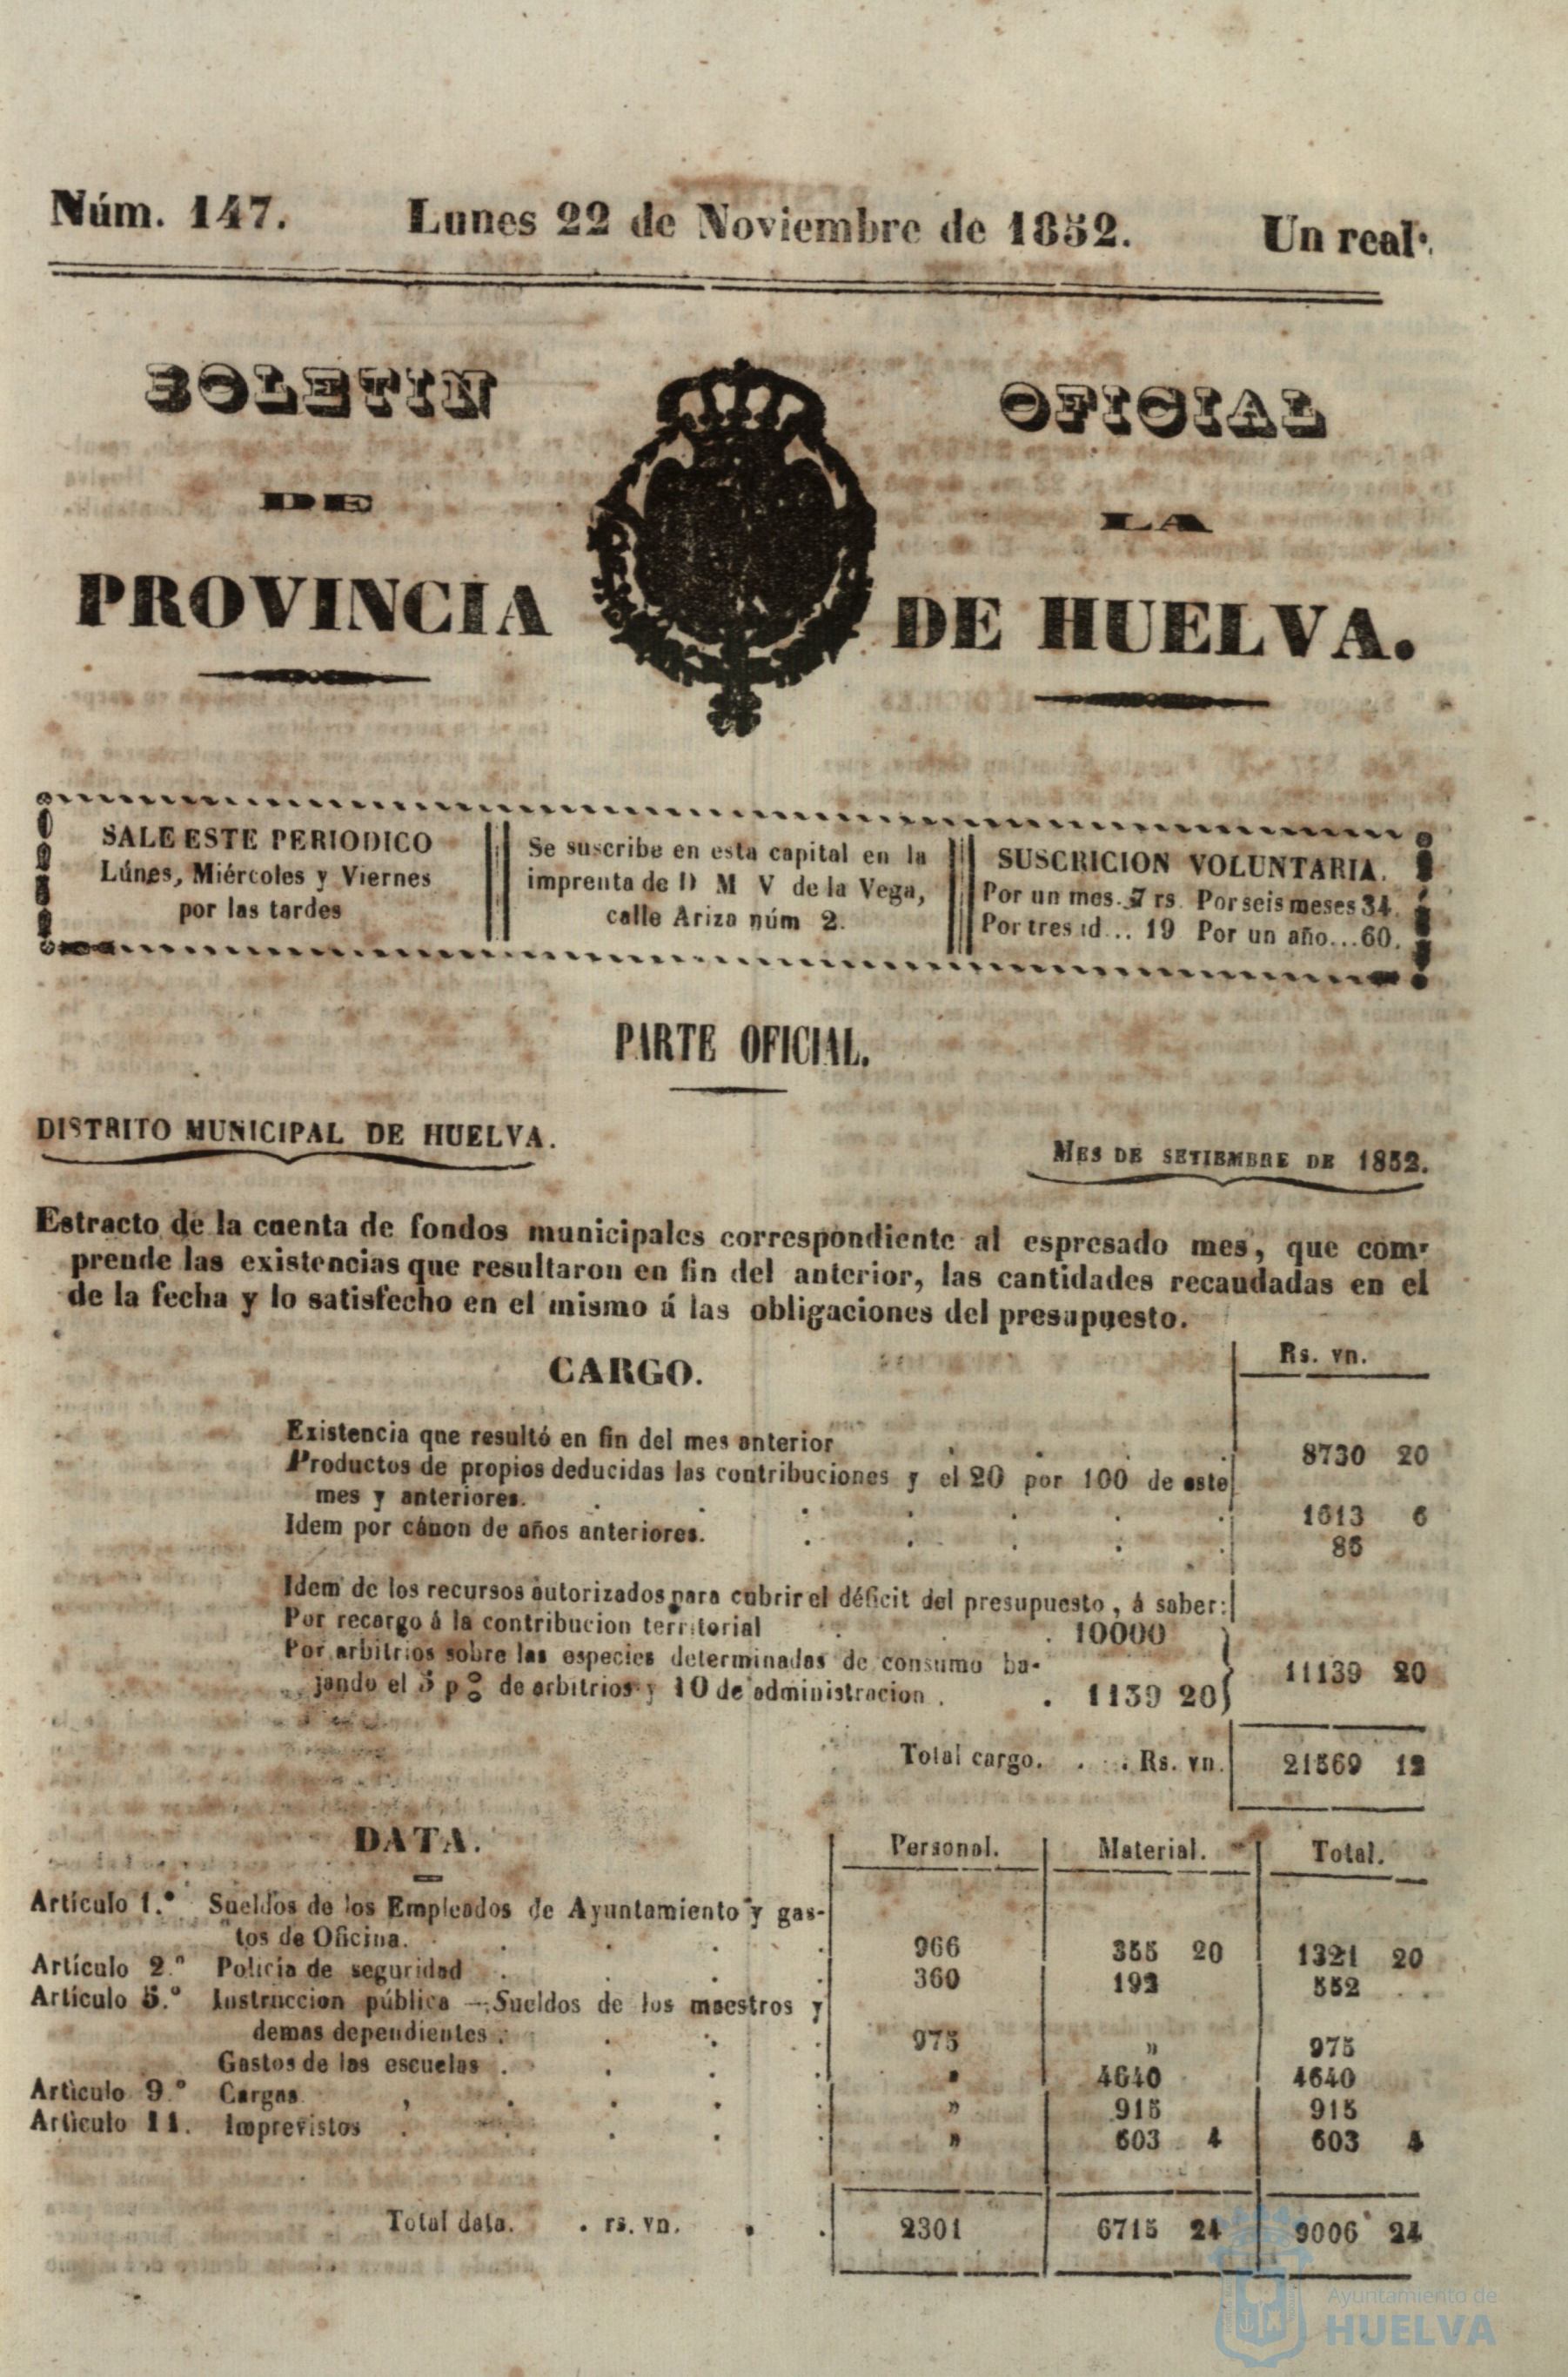 Núm. 147. Lunes 22 de Noviembre de 1852. Un real.
BOLETIN OFICIAL
DE LA
PROVINCIA DE HUELVA.
SALE ESTE PERIODICO
Lúnes, Miércoles y Viernes
por las tardes
Se suscribe en esta capital en la
imprenta de D M V de la Vega,
calle Ariza núm 2.
SUSCRICION VOLUNTARIA.
Por un mes. 7 rs. Por seis meses 34.
Por tres id... 19 Por un año...60.
PARTE OFICIAL.
DISTRITO MUNICIPAL DE HUELVA.
MES DE SETIEMBRE DE 1852.
Estracto de la cuenta de fondos municipales correspondiente al espresado mes, que com-
prende las existencias que resultaron en fin del anterior, las cantidades recaudadas en el
de la fecha y lo satisfecho en el mismo á las obligaciones del presupuesto.
CARGO. Rs. vn.
Existencia que resultó en fin del mes anterior . . . . 8730 20
Productos de propios deducidas las contribuciones y el 20 por 100 de este
mes y anteriores. . . . . . . 1613 6
Idem por cánon de años anteriores. . . . . . 85
Idem de los recursos autorizados para cubrir el déficit del presupuesto, á saber:
Por recargo á la contribucion territorial . . . 10000
Por arbitrios sobre las especies determinadas de consumo ba-
jando el 5 p% de arbitrios y 10 de administracion . . 1139 20 11139 20
Total cargo. . . . Rs. vn. 21569 12
DATA. Personal. Material. Total.
Artículo 1.º Sueldos de los Empleados de Ayuntamiento y gas-
tos de Oficina. . . . . 966 355 20 1321 20
Artículo 2.º Policía de seguridad . . . . 360 192 552 . .
Artículo 5.º Instruccion pública —Sueldos de los maestros y
demas dependientes . . . . 975 » 975
Gastos de las escuelas . . . . » 4640 4640
Artículo 9.º Cargas , . . . . » 915 915
Artículo 11. Imprevistos . . . . . » 603 4 603 4
Total data. . rs. vn. . . 2301 6715 24 9006 24
Ayuntamiento de
HUELVA